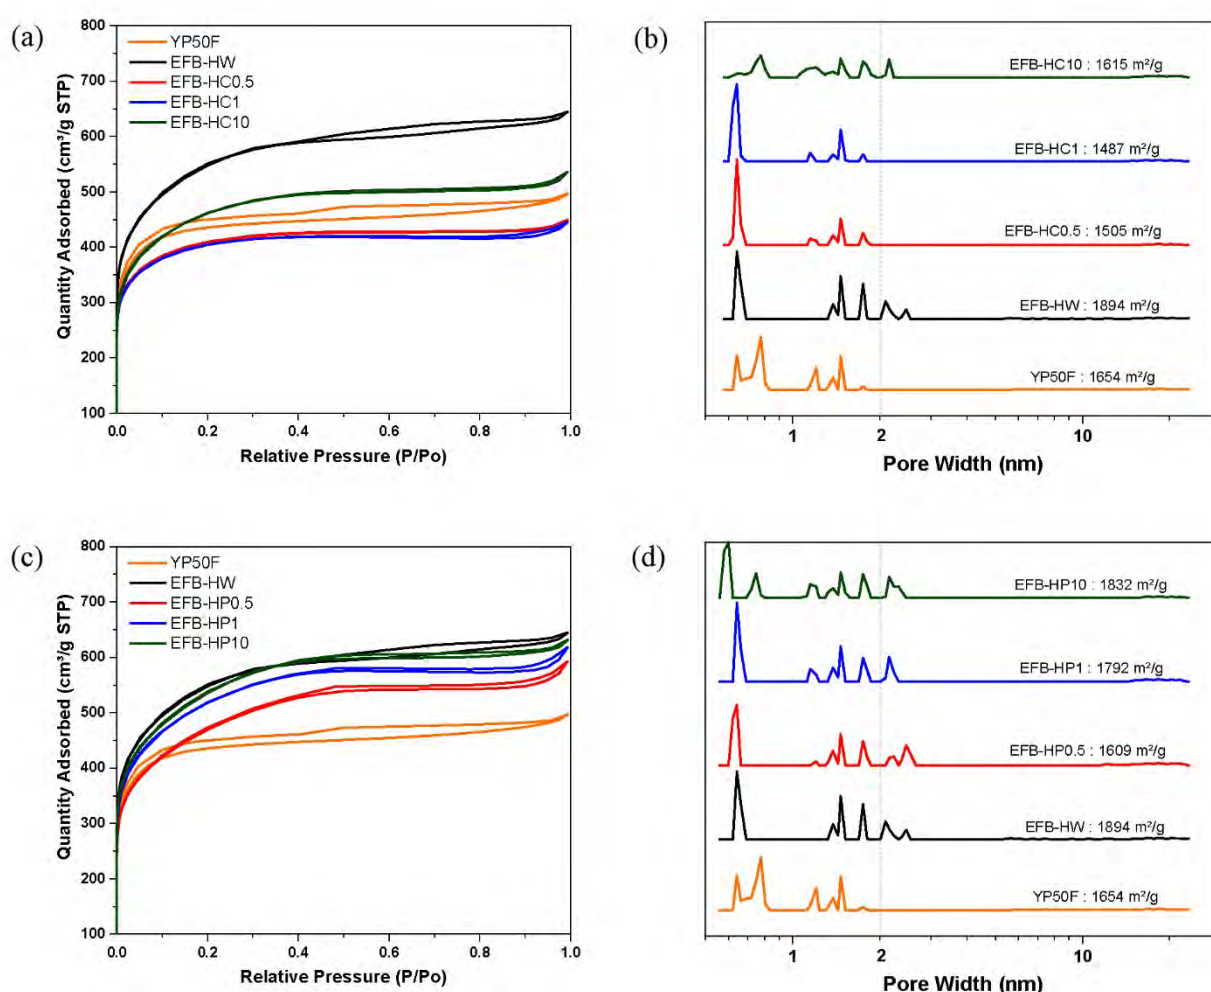 (a)
800
700
600
500
400
300
200
100
Quantity Adsorbed (cm³/g STP)
YP50F
EFB-HW
EFB-HC0.5
EFB-HC1
EFB-HC10
0.0 0.2 0.4 0.6 0.8 1.0
Relative Pressure (P/Po)
(b)
EFB-HC10 : 1615 m²/g
EFB-HC1 : 1487 m²/g
EFB-HC0.5 : 1505 m²/g
EFB-HW : 1894 m²/g
YP50F : 1654 m²/g
1 2 10
Pore Width (nm)
(c)
800
700
600
500
400
300
200
100
Quantity Adsorbed (cm³/g STP)
YP50F
EFB-HW
EFB-HP0.5
EFB-HP1
EFB-HP10
0.0 0.2 0.4 0.6 0.8 1.0
Relative Pressure (P/Po)
(d)
EFB-HP10 : 1832 m²/g
EFB-HP1 : 1792 m²/g
EFB-HP0.5 : 1609 m²/g
EFB-HW : 1894 m²/g
YP50F : 1654 m²/g
1 2 10
Pore Width (nm)